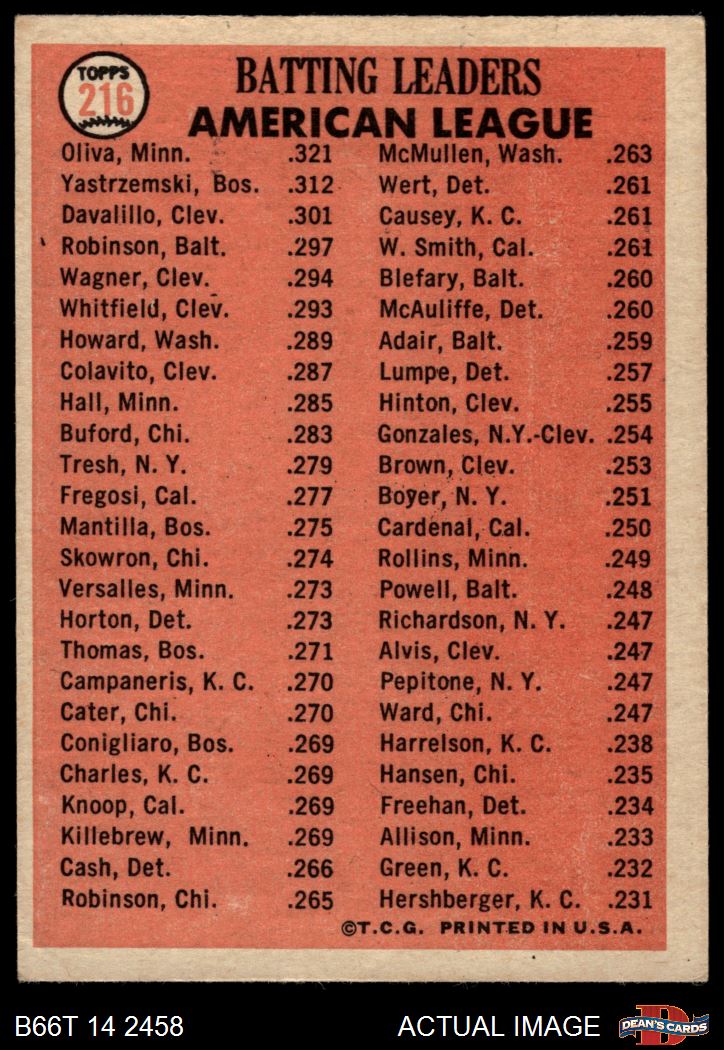 TOPPS
216
BATTING LEADERS
AMERICAN LEAGUE
Oliva, Minn. .321
Yastrzemski, Bos. .312
Davalillo, Clev. .301
Robinson, Balt. .297
Wagner, Clev. .294
Whitfield, Clev. .293
Howard, Wash. .289
Colavito, Clev. .287
Hall, Minn. .285
Buford, Chi. .283
Tresh, N. Y. .279
Fregosi, Cal. .277
Mantilla, Bos. .275
Skowron, Chi. .274
Versalles, Minn. .273
Horton, Det. .273
Thomas, Bos. .271
Campaneris, K. C. .270
Cater, Chi. .270
Conigliaro, Bos. .269
Charles, K. C. .269
Knoop, Cal. .269
Killebrew, Minn. .269
Cash, Det. .266
Robinson, Chi. .265
McMullen, Wash. .263
Wert, Det. .261
Causey, K. C. .261
W. Smith, Cal. .261
Blefary, Balt. .260
McAuliffe, Det. .260
Adair, Balt. .259
Lumpe, Det. .257
Hinton, Clev. .255
Gonzales, N.Y.-Clev. .254
Brown, Clev. .253
Boyer, N. Y. .251
Cardenal, Cal. .250
Rollins, Minn. .249
Powell, Balt. .248
Richardson, N. Y. .247
Alvis, Clev. .247
Pepitone, N. Y. .247
Ward, Chi. .247
Harrelson, K. C. .238
Hansen, Chi. .235
Freehan, Det. .234
Allison, Minn. .233
Green, K. C. .232
Hershberger, K. C. .231
©T.C.G. PRINTED IN U.S.A.
B66T 14 2458
ACTUAL IMAGE
D
DEAN'S CARDS